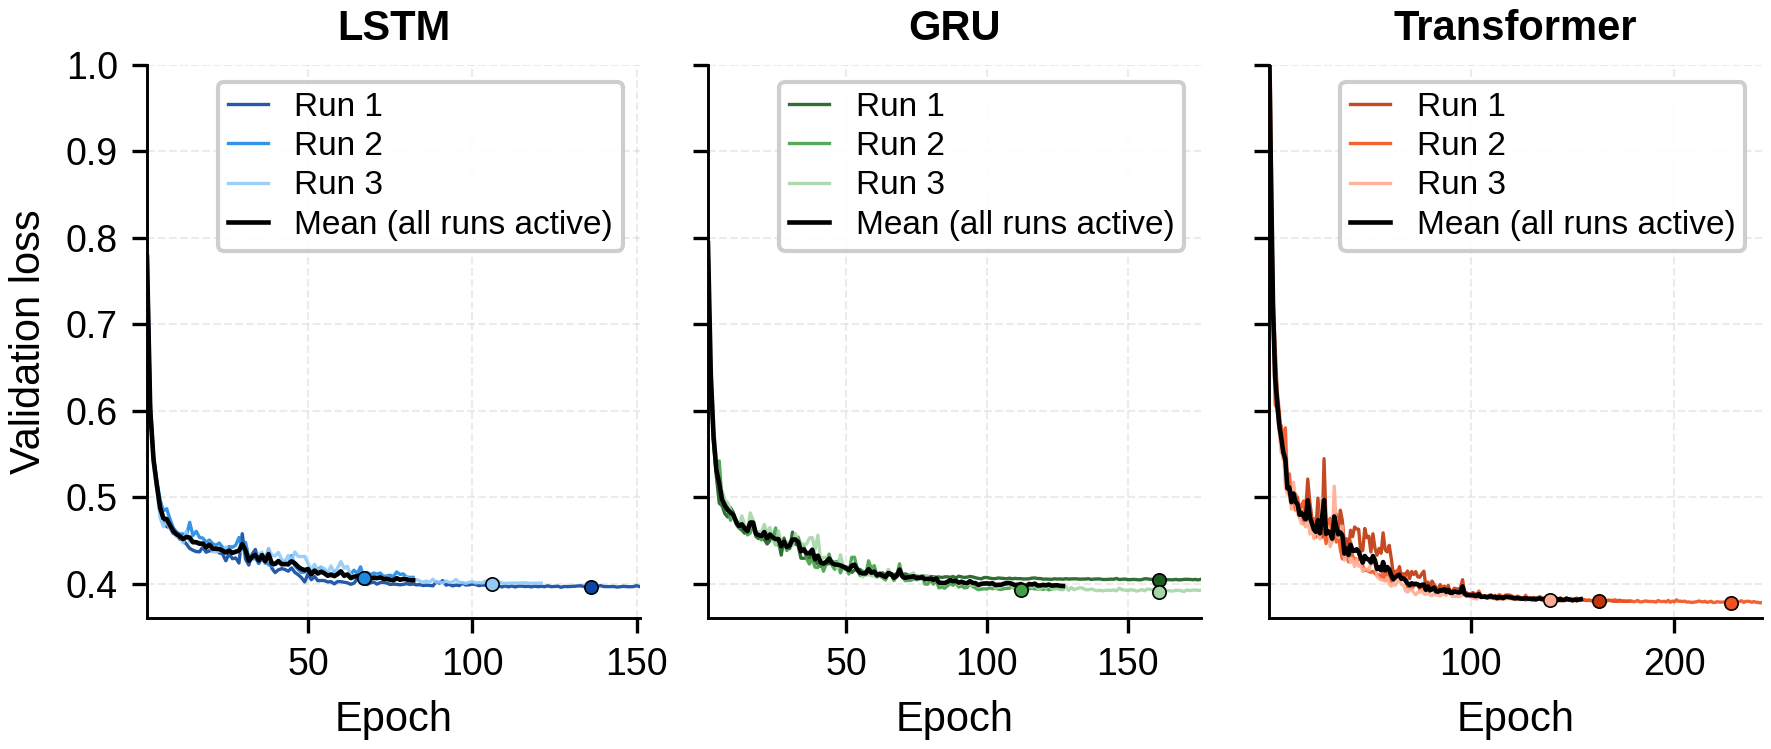 LSTM
GRU
Transformer
Validation loss
1.0
0.9
0.8
0.7
0.6
0.5
0.4
Run 1
Run 2
Run 3
Mean (all runs active)
50
100
150
Epoch
Run 1
Run 2
Run 3
Mean (all runs active)
50
100
150
Epoch
Run 1
Run 2
Run 3
Mean (all runs active)
100
200
Epoch